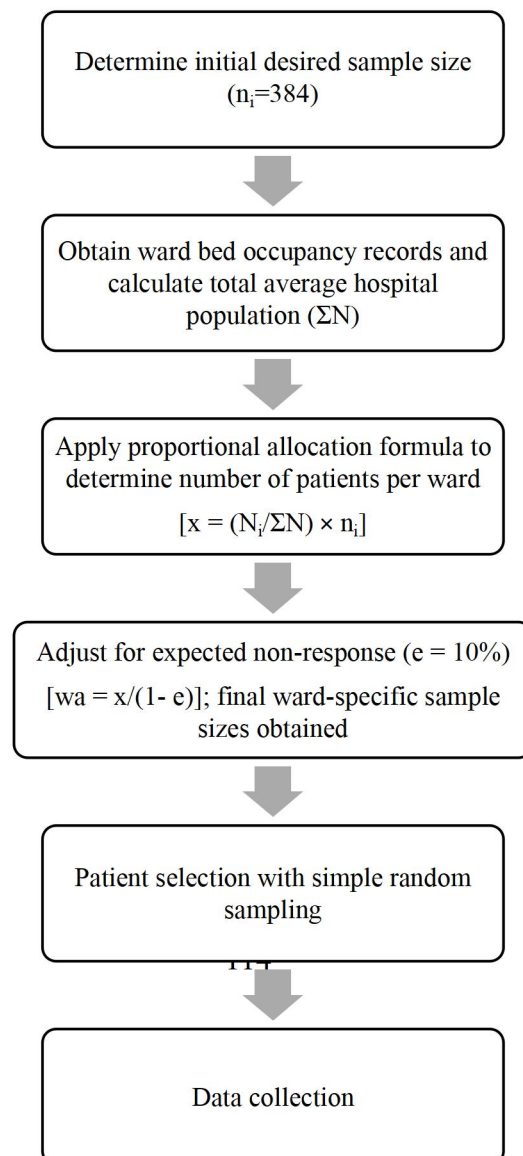 Determine initial desired sample size
(nᵢ=384)
Obtain ward bed occupancy records and
calculate total average hospital
population (ΣN)
Apply proportional allocation formula to
determine number of patients per ward
[x = (Nᵢ/ΣN) × nᵢ]
Adjust for expected non-response (e = 10%)
[wa = x/(1- e)]; final ward-specific sample
sizes obtained
Patient selection with simple random
sampling
Data collection